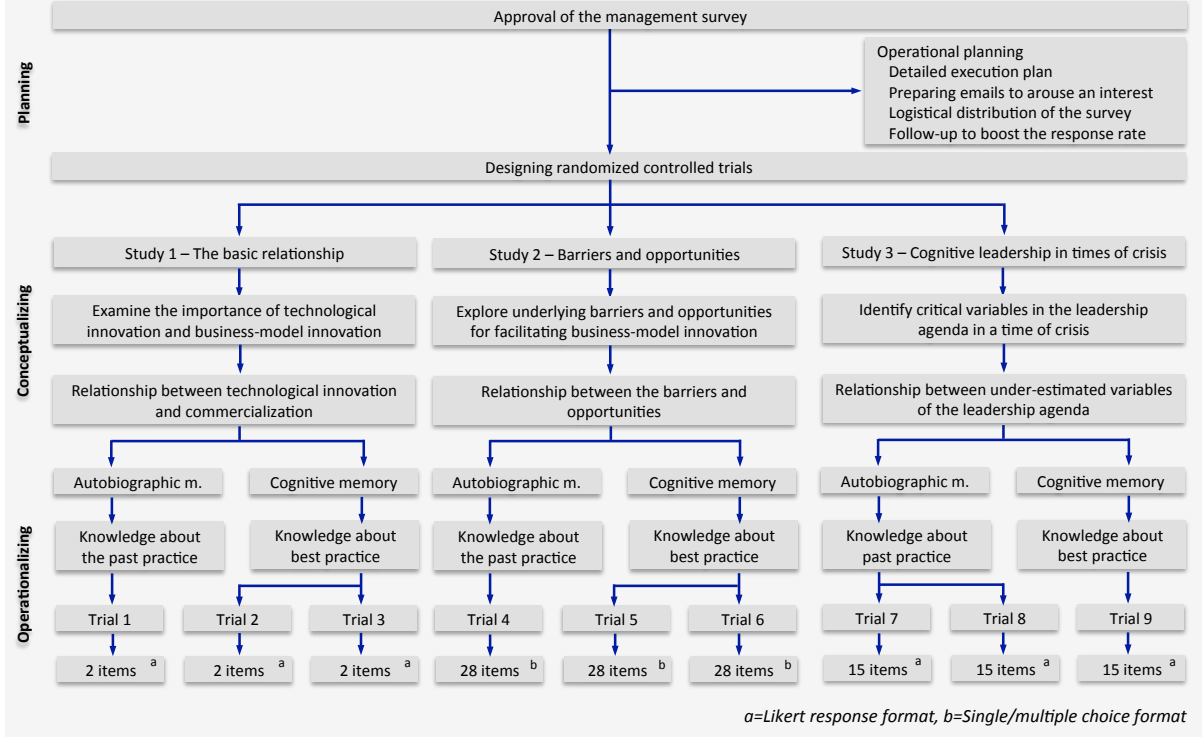 Approval of the management survey
Planning
Operational planning
Detailed execution plan
Preparing emails to arouse an interest
Logistical distribution of the survey
Follow-up to boost the response rate
Designing randomized controlled trials
Conceptualizing
Study 1 – The basic relationship
Study 2 – Barriers and opportunities
Study 3 – Cognitive leadership in times of crisis
Examine the importance of technological
innovation and business-model innovation
Explore underlying barriers and opportunities
for facilitating business-model innovation
Identify critical variables in the leadership
agenda in a time of crisis
Relationship between technological innovation
and commercialization
Relationship between the barriers and
opportunities
Relationship between under-estimated variables
of the leadership agenda
Operationalizing
Autobiographic m.
Cognitive memory
Autobiographic m.
Cognitive memory
Autobiographic m.
Cognitive memory
Knowledge about
the past practice
Knowledge about
best practice
Knowledge about
the past practice
Knowledge about
best practice
Knowledge about
past practice
Knowledge about
best practice
Trial 1
Trial 2
Trial 3
Trial 4
Trial 5
Trial 6
Trial 7
Trial 8
Trial 9
2 items a
2 items a
2 items a
28 items b
28 items b
28 items b
15 items a
15 items a
15 items a
a=Likert response format, b=Single/multiple choice format